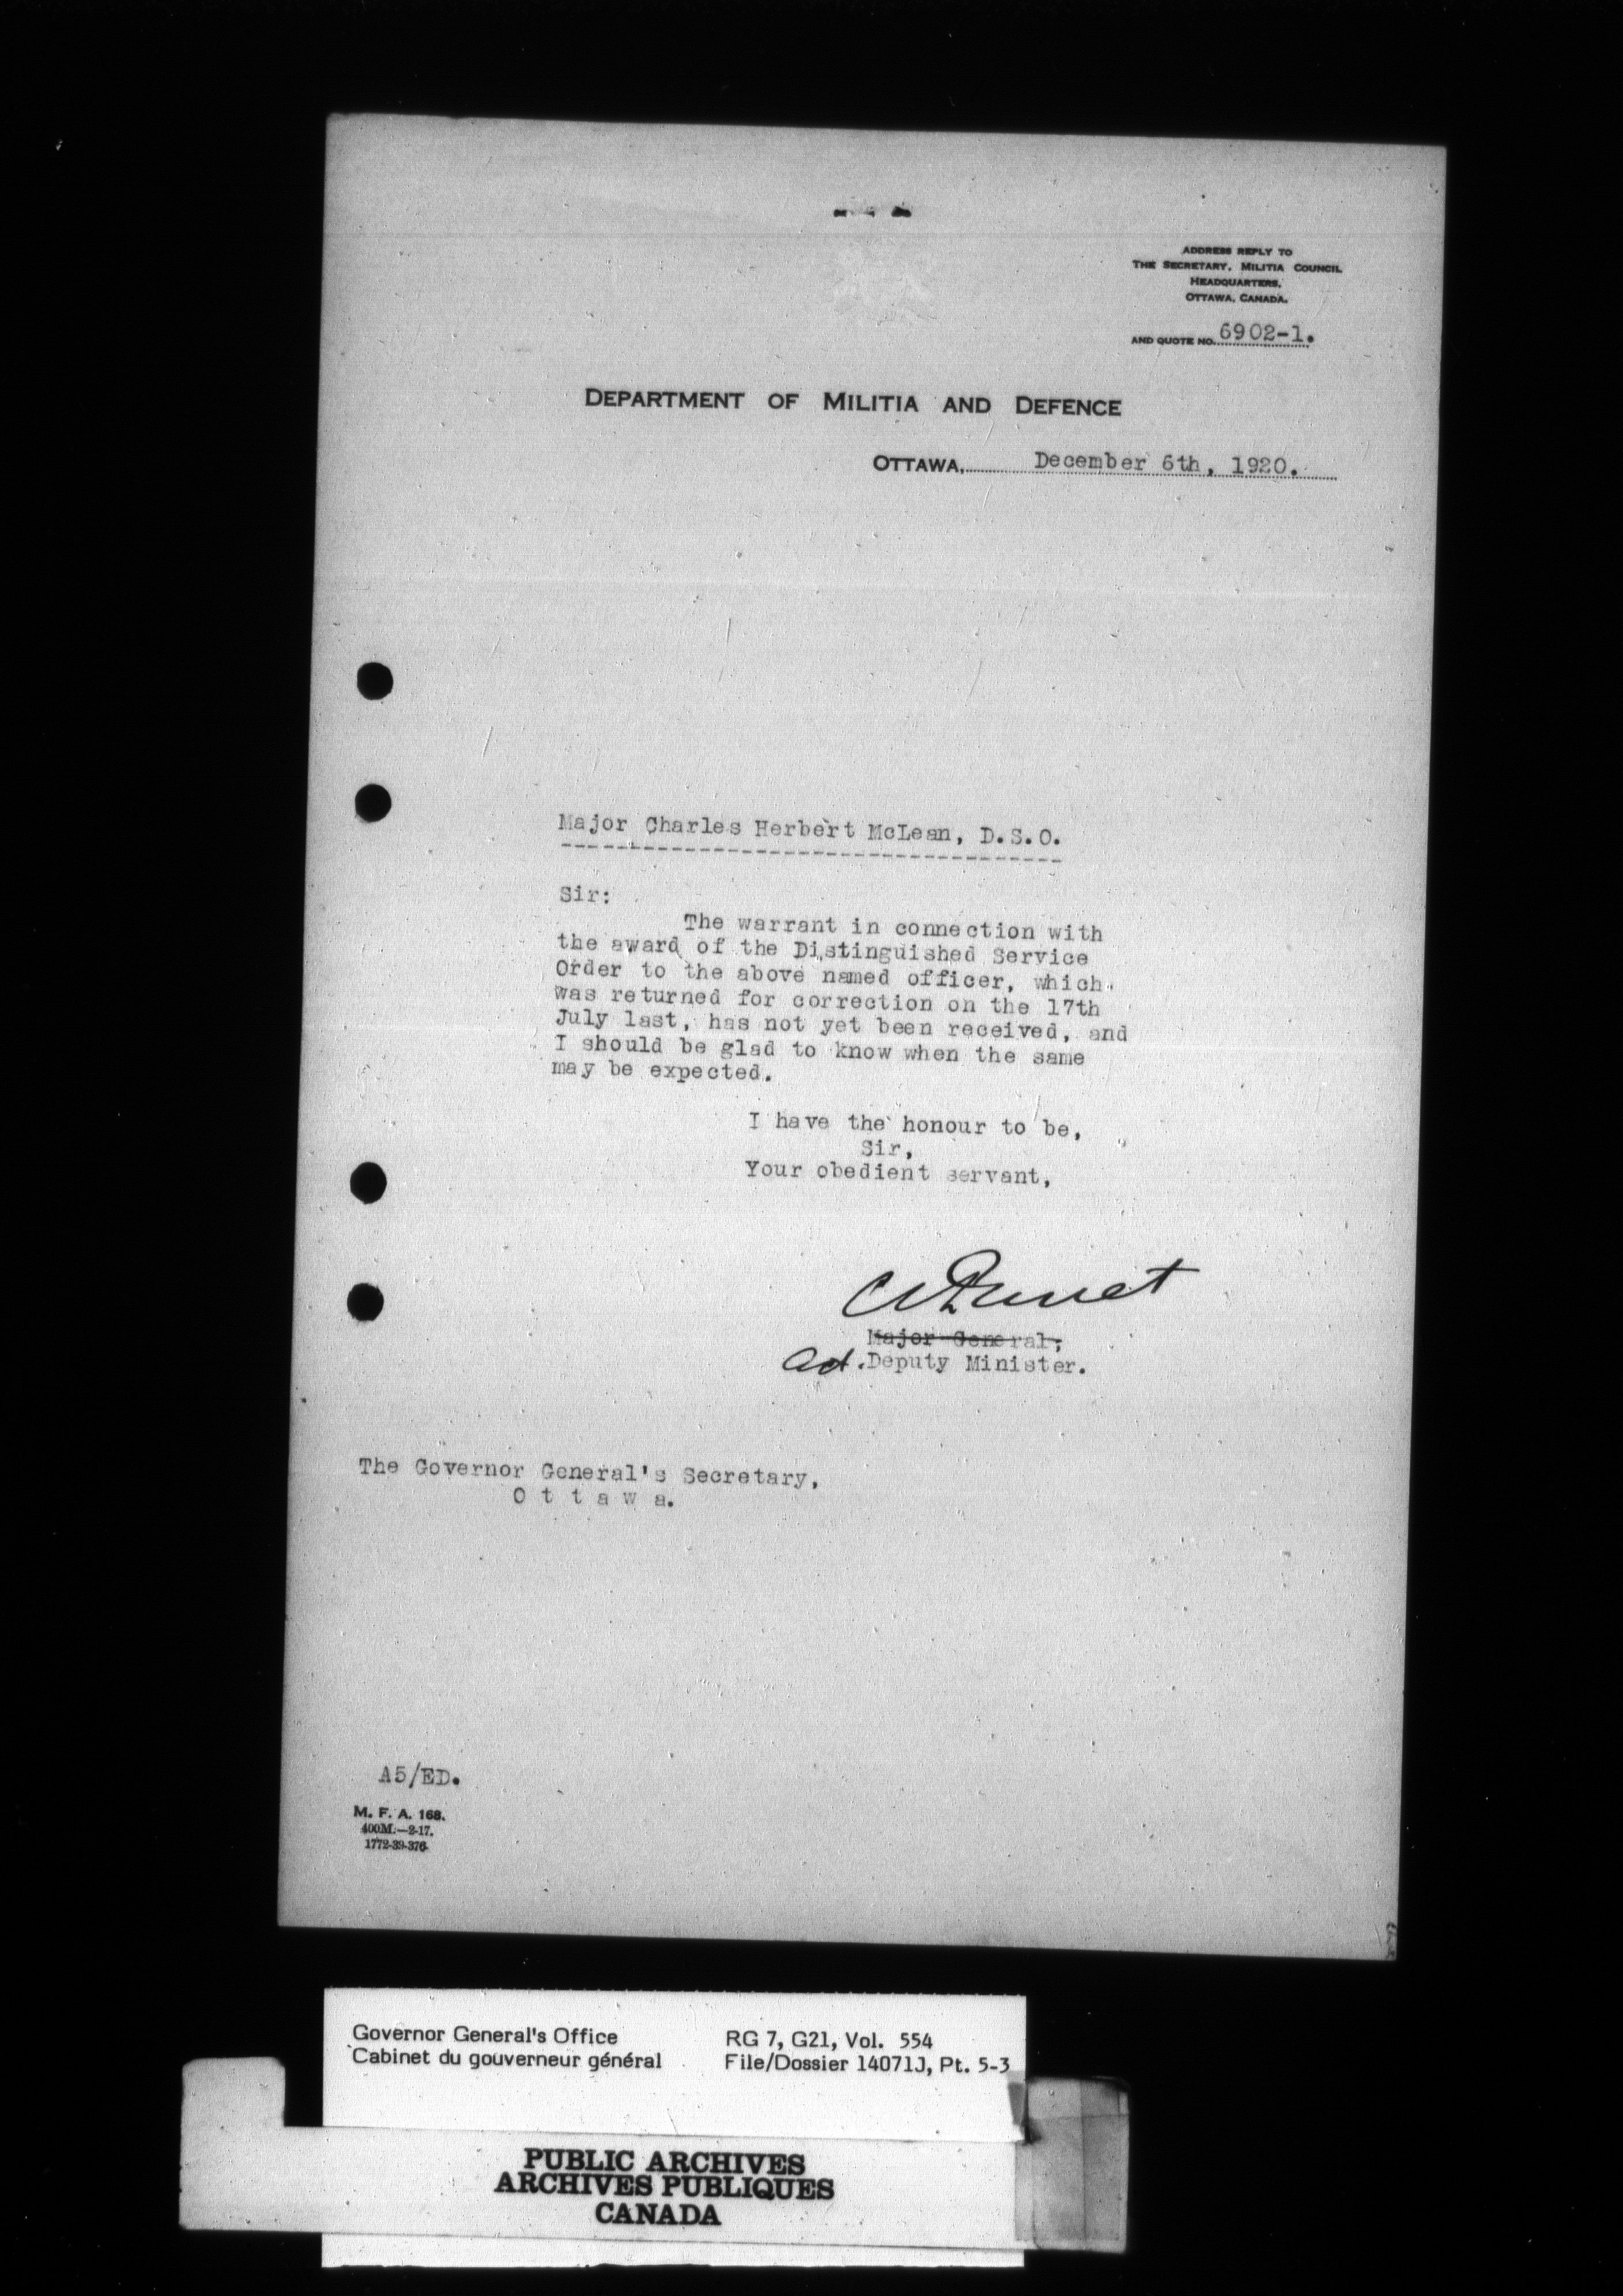 ADDRESS REPLY TO
THE SECRETARY, MILITIA COUNCIL
HEADQUARTERS,
OTTAWA, CANADA.
AND QUOTE NO. 6902-1.
DEPARTMENT OF MILITIA AND DEFENCE
OTTAWA, December 6th, 1920.
Major Charles Herbert McLean, D.S.O.
Sir:
The warrant in connection with
the award of the Distinguished Service
Order to the above named officer, which
was returned for correction on the 17th
July last, has not yet been received, and
I should be glad to know when the same
may be expected.
I have the honour to be,
Sir,
Your obedient servant,
Major General,
Deputy Minister.
The Governor General's Secretary,
O t t a w a.
A5/ED.
M. F. A. 168.
400M.—2-17.
1772-39-376.
Governor General's Office RG 7, G21, Vol. 554
Cabinet du gouverneur général File/Dossier 14071J, Pt. 5-3
PUBLIC ARCHIVES
ARCHIVES PUBLIQUES
CANADA